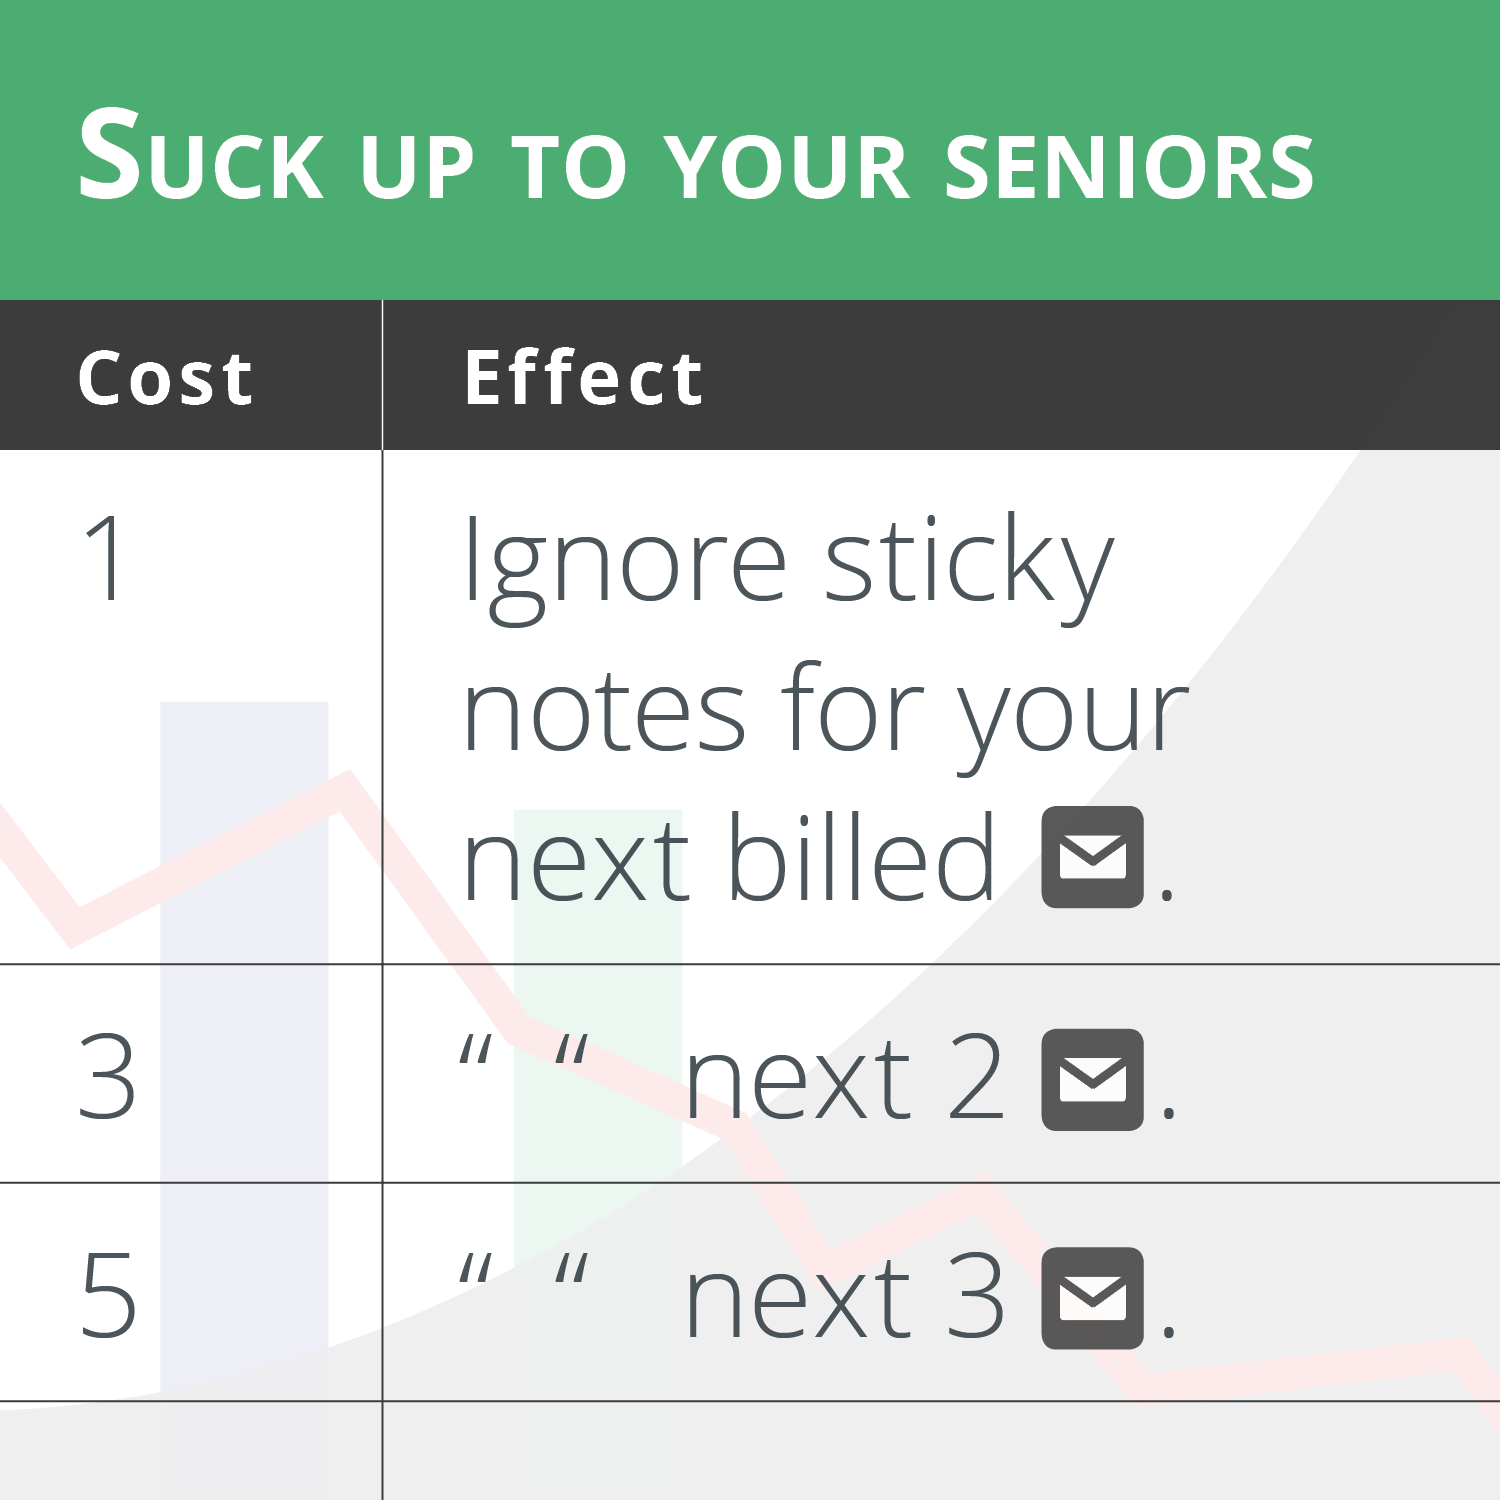 Suck up to your seniors
Cost Effect
1 Ignore sticky
notes for your
next billed .
3 “ “ next 2 .
5 “ “ next 3 .